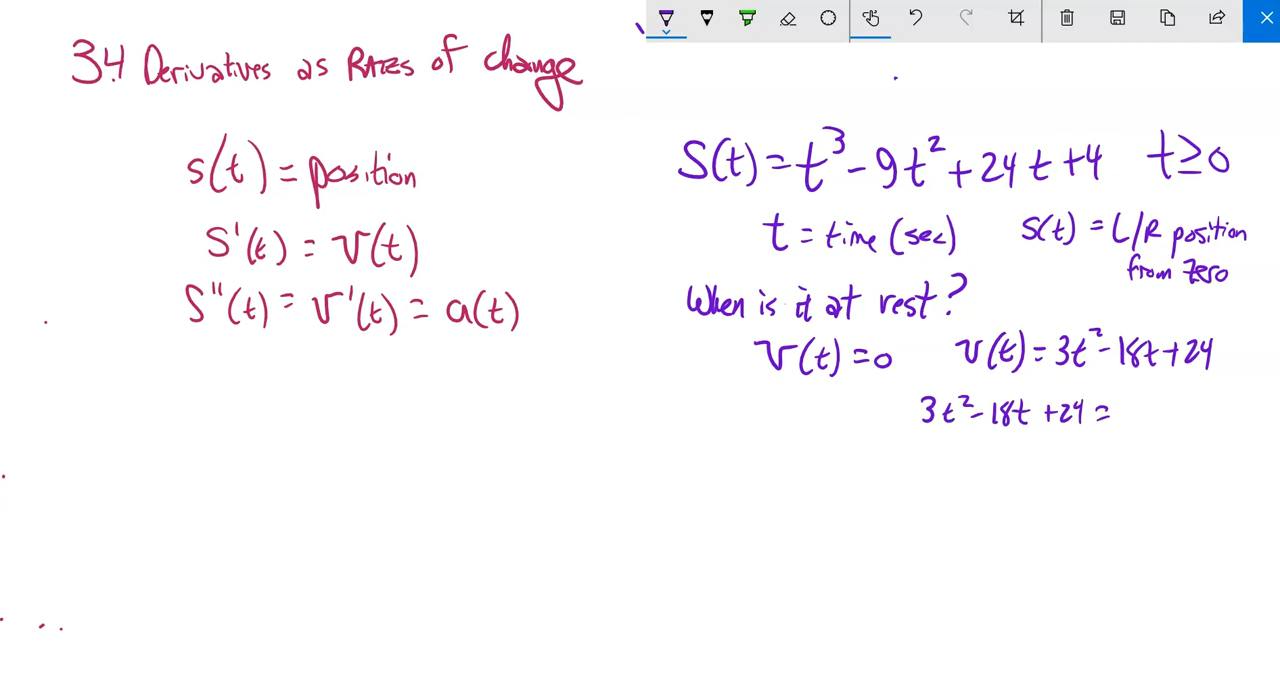 3.4 Derivatives as RATES of change
s(t) = position
S'(t) = v(t)
S''(t) = v'(t) = a(t)
S(t) = t³ - 9t² + 24t + 4 t ≥ 0
t = time (sec) S(t) = L/R position
from zero
When is it at rest?
v(t) = 0 v(t) = 3t² - 18t + 24
3t² - 18t + 24 =